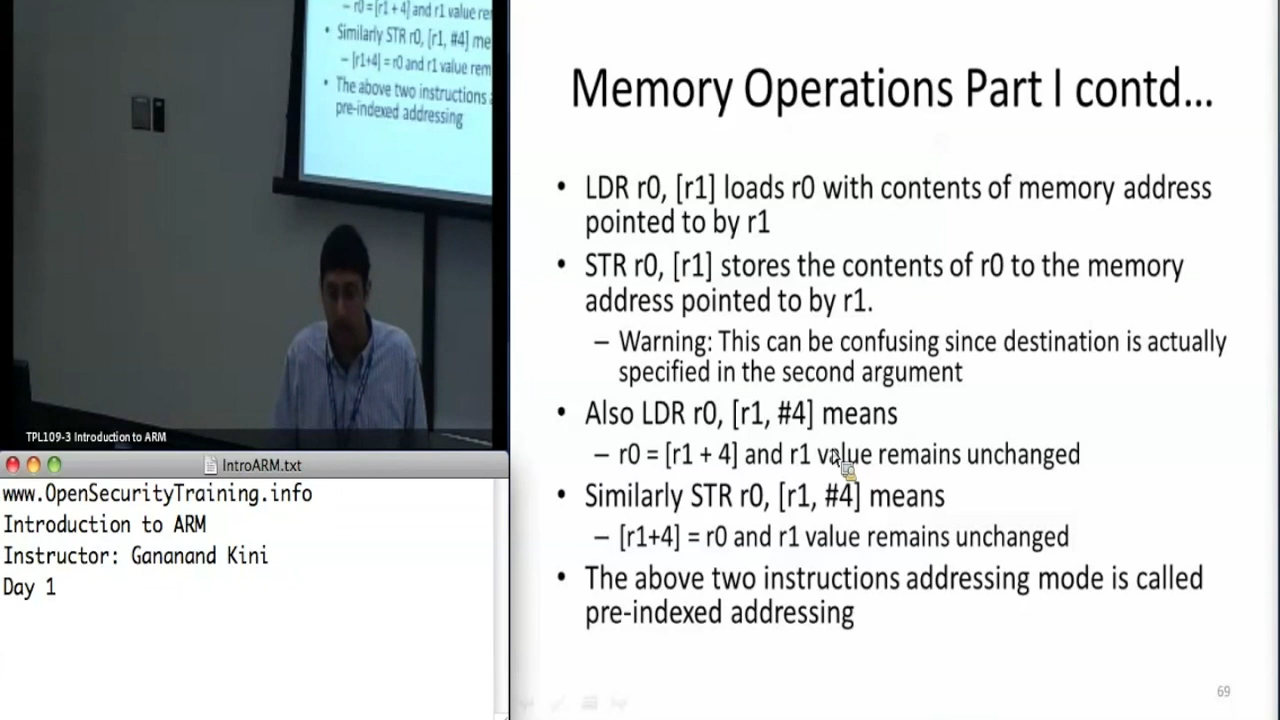 – r0 = [r1 + 4] and r1 value re
• Similarly STR r0, [r1, #4] me
– [r1+4] = r0 and r1 value rem
• The above two instructions a
pre-indexed addressing
TPL109-3 Introduction to ARM
IntroARM.txt
www.OpenSecurityTraining.info
Introduction to ARM
Instructor: Gananand Kini
Day 1
Memory Operations Part I contd…
• LDR r0, [r1] loads r0 with contents of memory address
pointed to by r1
• STR r0, [r1] stores the contents of r0 to the memory
address pointed to by r1.
– Warning: This can be confusing since destination is actually
specified in the second argument
• Also LDR r0, [r1, #4] means
– r0 = [r1 + 4] and r1 value remains unchanged
• Similarly STR r0, [r1, #4] means
– [r1+4] = r0 and r1 value remains unchanged
• The above two instructions addressing mode is called
pre-indexed addressing
69